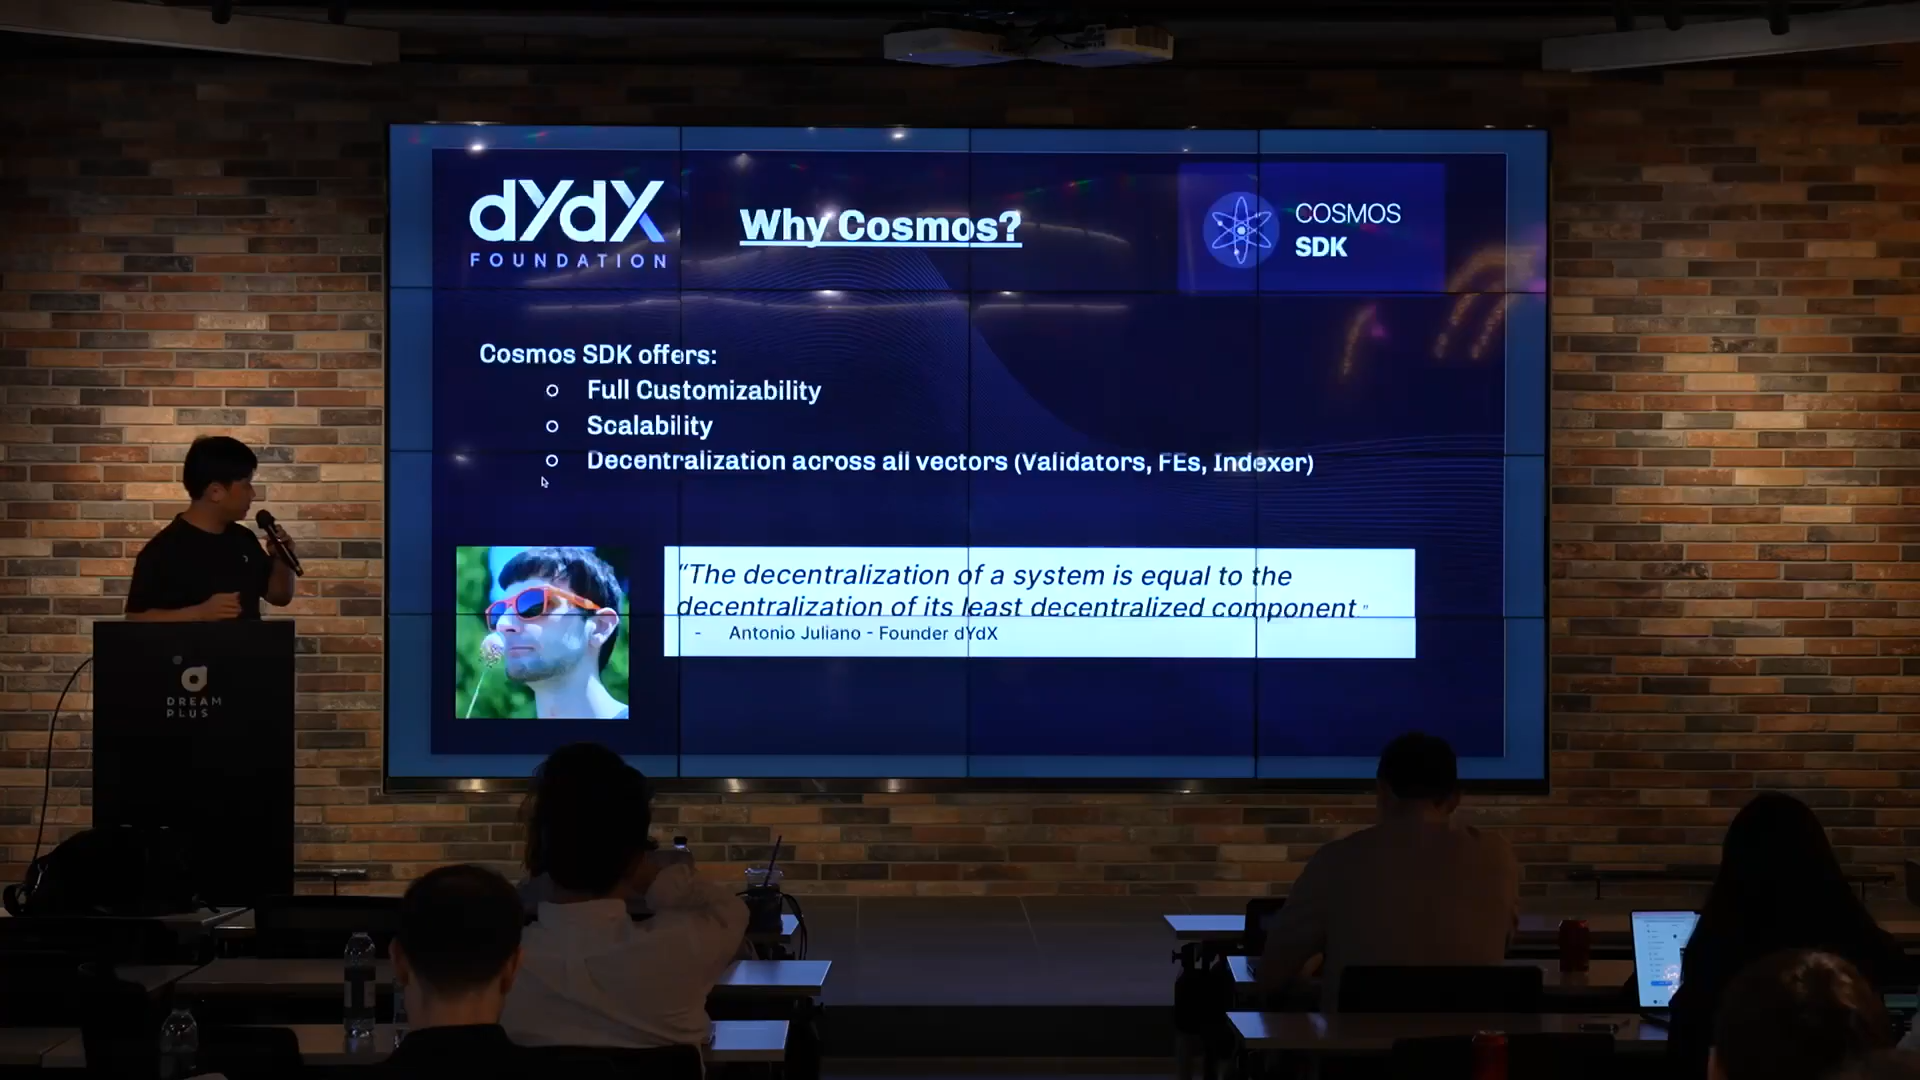 dYdX
FOUNDATION
Why Cosmos?
COSMOS
SDK
Cosmos SDK offers:
Full Customizability
Scalability
Decentralization across all vectors (Validators, FEs, Indexer)
“The decentralization of a system is equal to the
decentralization of its least decentralized component.”
- Antonio Juliano - Founder dYdX
DREAM
PLUS